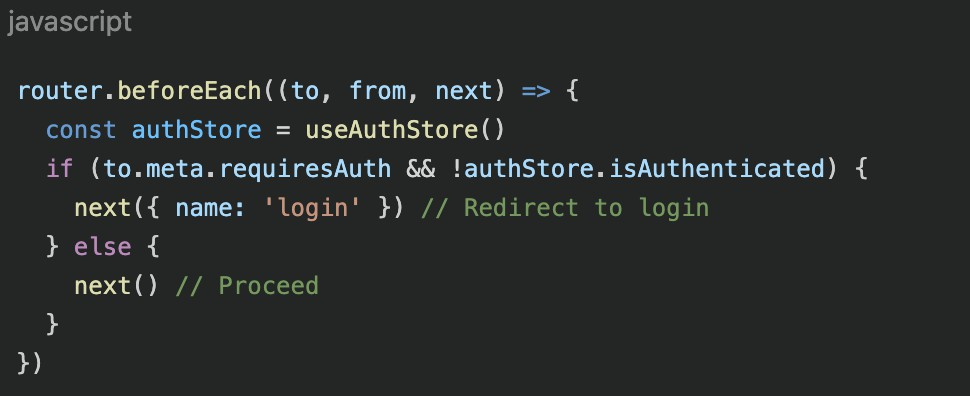 javascript
router.beforeEach((to, from, next) => {
  const authStore = useAuthStore()
  if (to.meta.requiresAuth && !authStore.isAuthenticated) {
    next({ name: 'login' }) // Redirect to login
  } else {
    next() // Proceed
  }
})